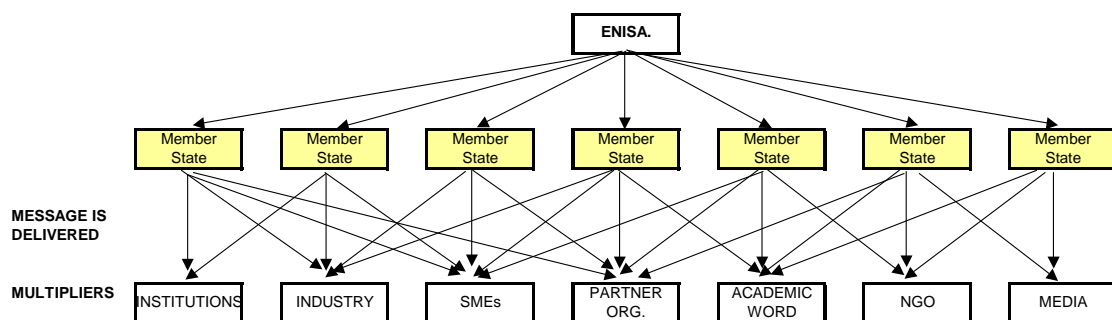 ENISA.
Member
State
Member
State
Member
State
Member
State
Member
State
Member
State
Member
State
MESSAGE IS
DELIVERED
MULTIPLIERS
INSTITUTIONS
INDUSTRY
SMEs
PARTNER
ORG.
ACADEMIC
WORD
NGO
MEDIA